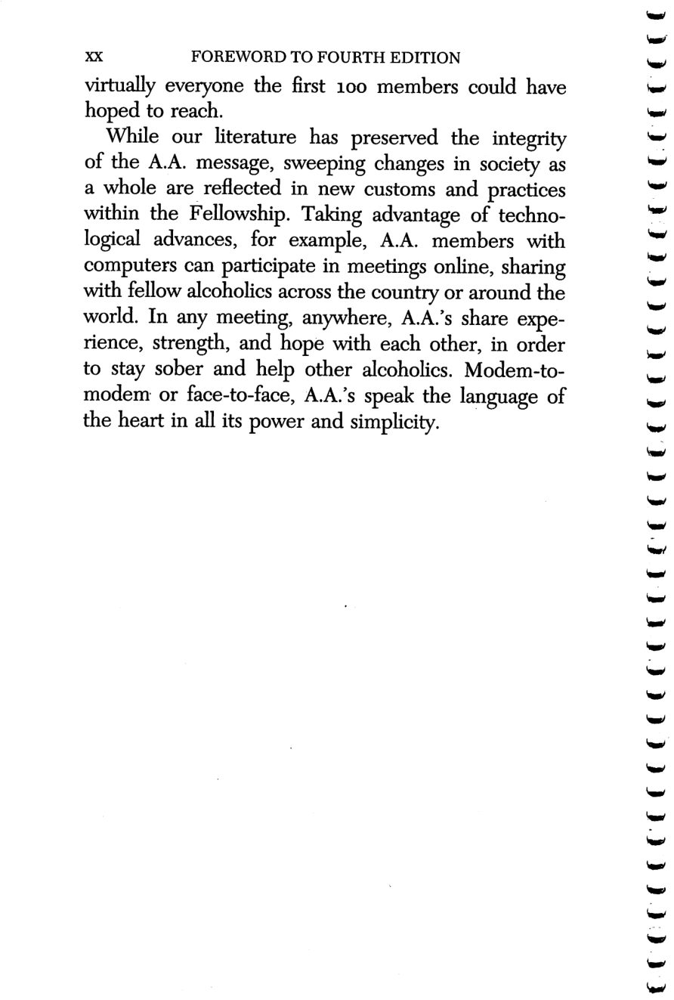 xx FOREWORD TO FOURTH EDITION
virtually everyone the first 100 members could have
hoped to reach.
While our literature has preserved the integrity
of the A.A. message, sweeping changes in society as
a whole are reflected in new customs and practices
within the Fellowship. Taking advantage of techno-
logical advances, for example, A.A. members with
computers can participate in meetings online, sharing
with fellow alcoholics across the country or around the
world. In any meeting, anywhere, A.A.'s share expe-
rience, strength, and hope with each other, in order
to stay sober and help other alcoholics. Modem-to-
modem or face-to-face, A.A.'s speak the language of
the heart in all its power and simplicity.